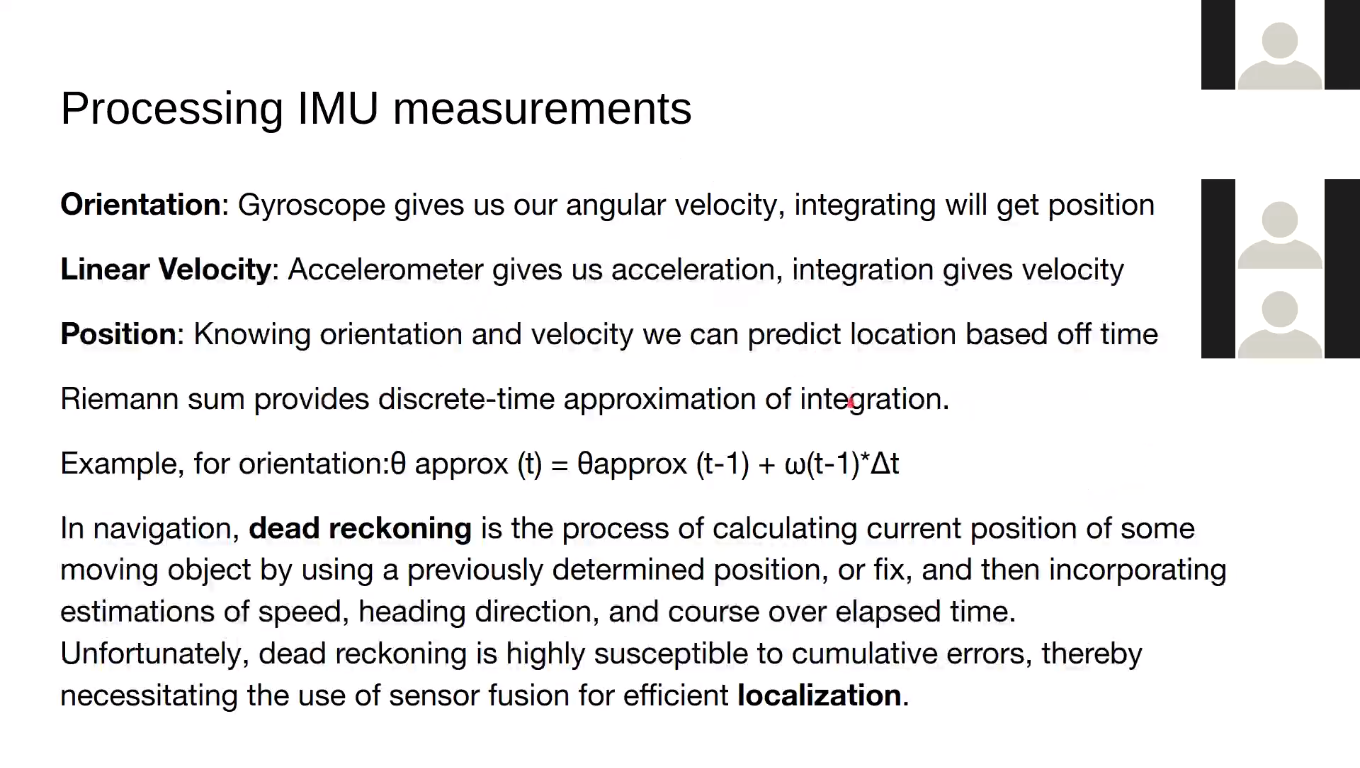 Processing IMU measurements
Orientation: Gyroscope gives us our angular velocity, integrating will get position
Linear Velocity: Accelerometer gives us acceleration, integration gives velocity
Position: Knowing orientation and velocity we can predict location based off time
Riemann sum provides discrete-time approximation of integration.
Example, for orientation:θ approx (t) = θapprox (t-1) + ω(t-1)*Δt
In navigation, dead reckoning is the process of calculating current position of some
moving object by using a previously determined position, or fix, and then incorporating
estimations of speed, heading direction, and course over elapsed time.
Unfortunately, dead reckoning is highly susceptible to cumulative errors, thereby
necessitating the use of sensor fusion for efficient localization.